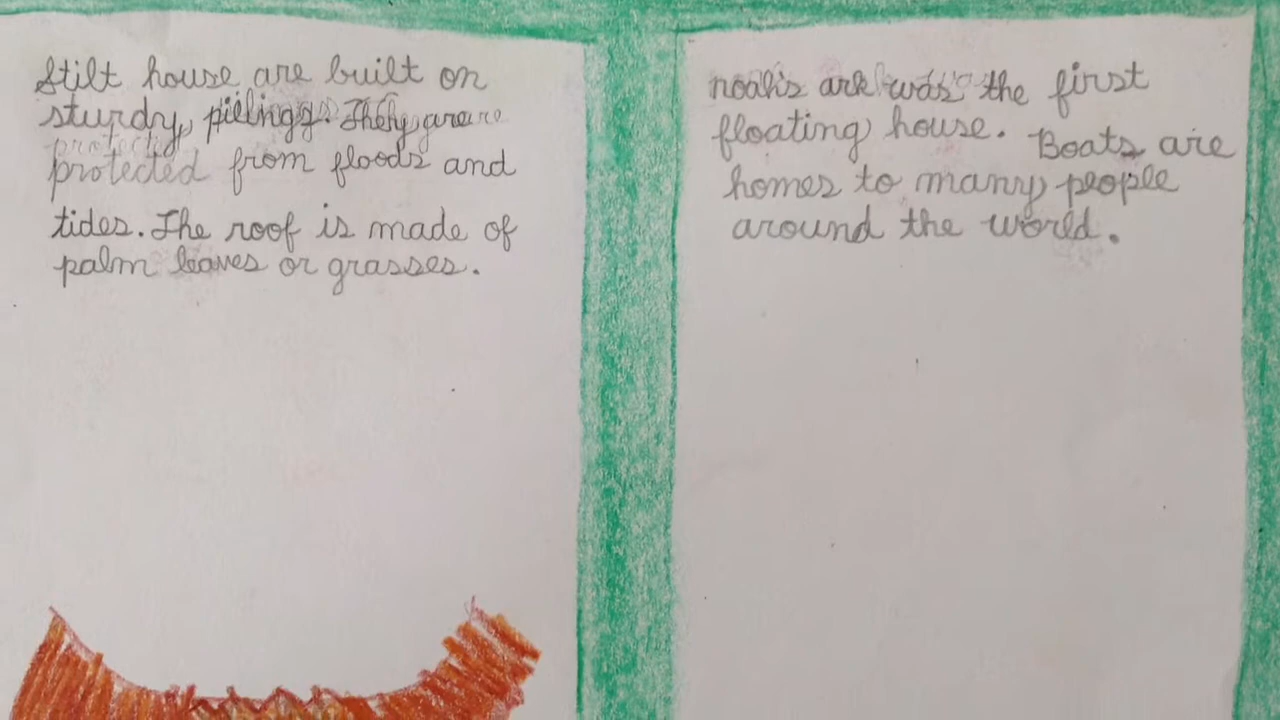 Stilt house are built on
sturdy, pilings. They are
protected from floods and
tides. The roof is made of
palm leaves or grasses.
noah's ark was the first
floating house. Boats are
homes to many people
around the world.